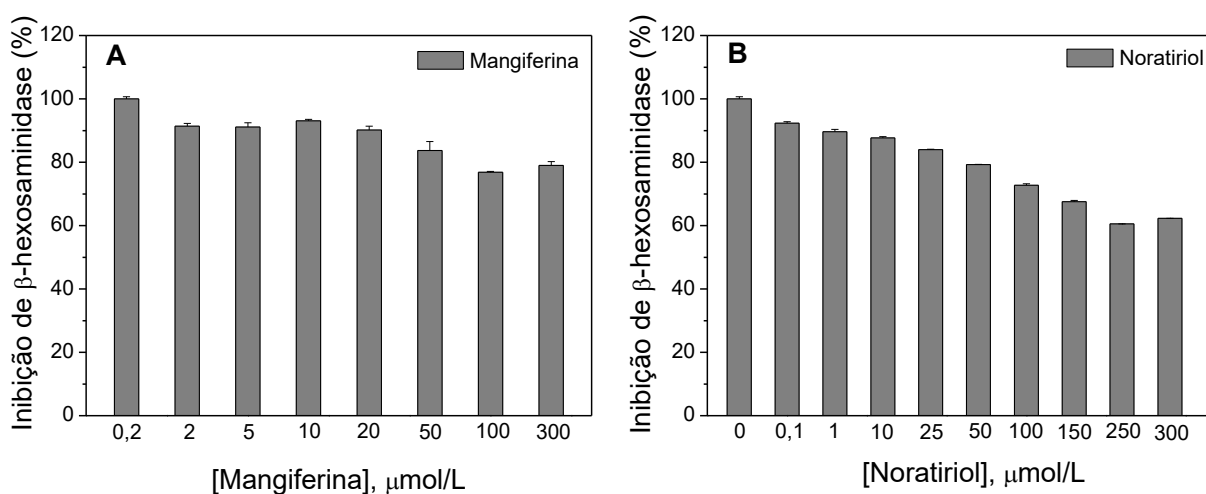 A
Mangiferina
Inibição de β-hexosaminidase (%)
120
100
80
60
40
20
0
0,2 2 5 10 20 50 100 300
[Mangiferina], μmol/L
B
Noratiriol
Inibição de β-hexosaminidase (%)
120
100
80
60
40
20
0
0 0,1 1 10 25 50 100 150 250 300
[Noratiriol], μmol/L